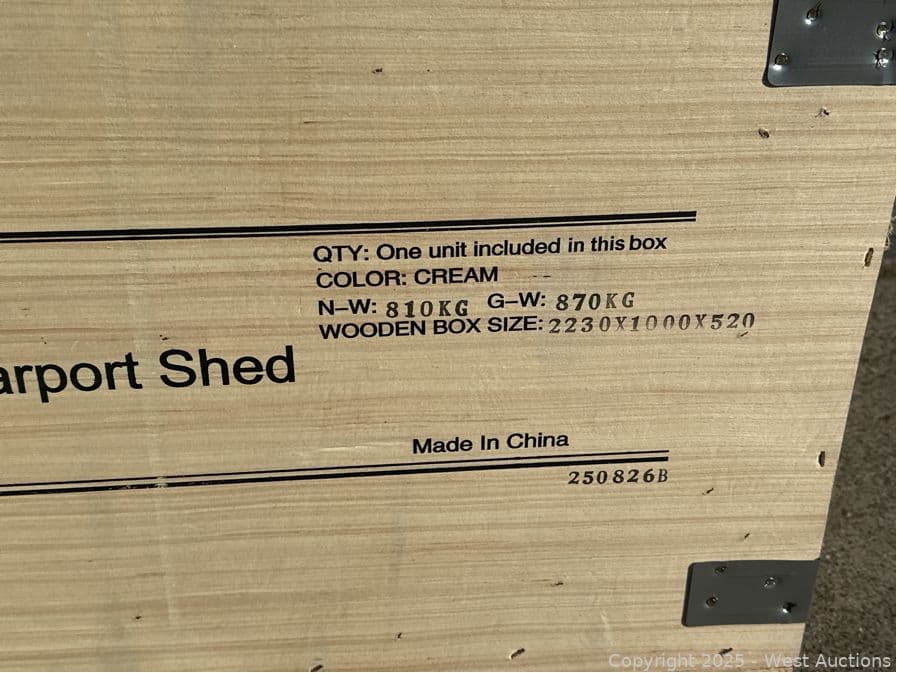 QTY: One unit included in this box
COLOR: CREAM
N-W: 810KG G-W: 870KG
WOODEN BOX SIZE: 2230X1000X520
arport Shed
Made In China
250826B
Copyright 2025 - West Auctions